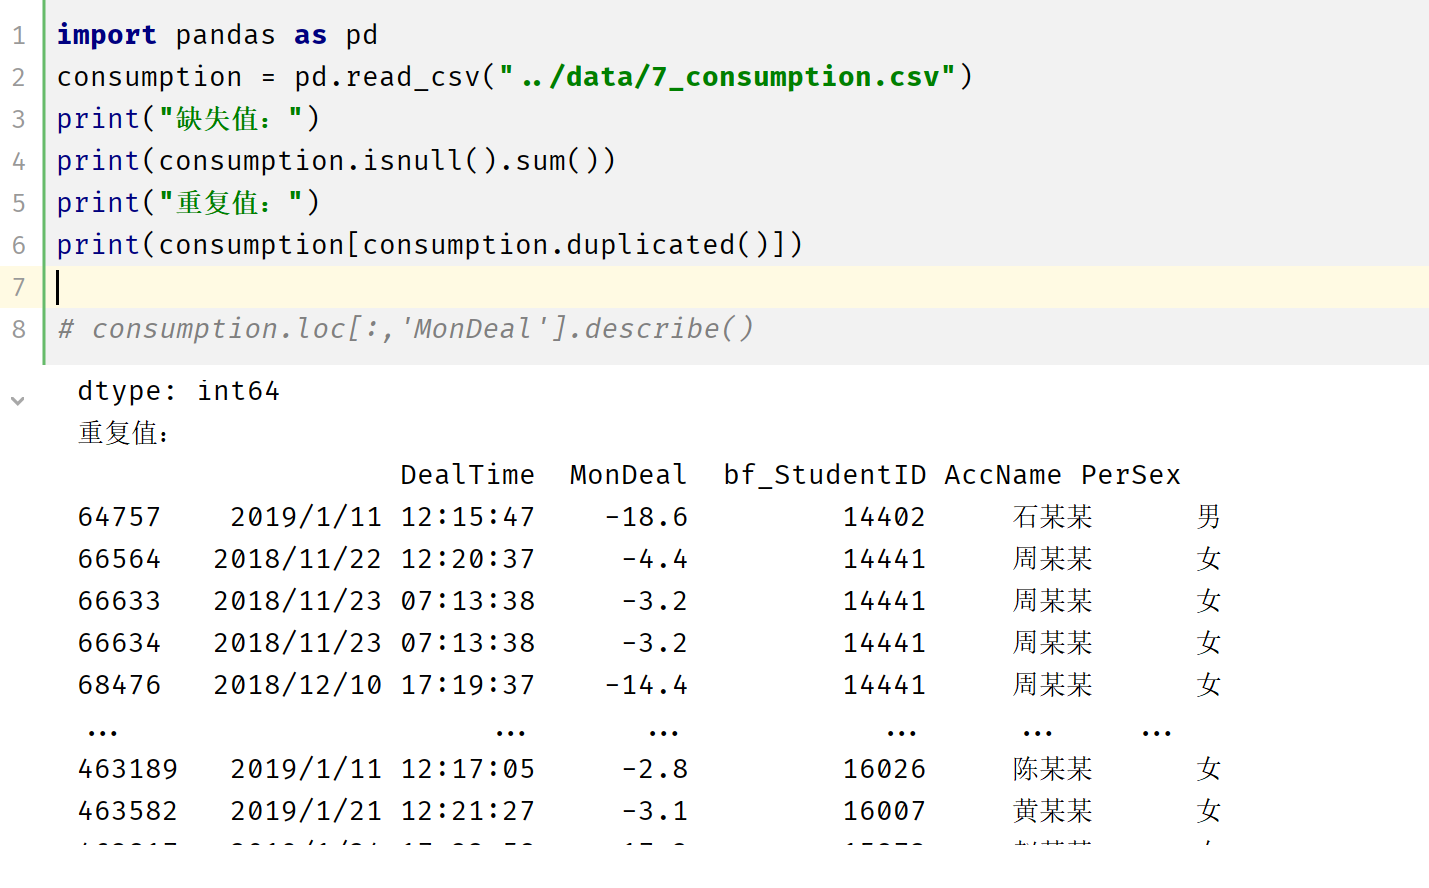 1 import pandas as pd
2 consumption = pd.read_csv("../data/7_consumption.csv")
3 print("缺失值：")
4 print(consumption.isnull().sum())
5 print("重复值：")
6 print(consumption[consumption.duplicated()])
7
8 # consumption.loc[:,'MonDeal'].describe()
dtype: int64
重复值：
DealTime MonDeal bf_StudentID AccName PerSex
64757 2019/1/11 12:15:47 -18.6 14402 石某某 男
66564 2018/11/22 12:20:37 -4.4 14441 周某某 女
66633 2018/11/23 07:13:38 -3.2 14441 周某某 女
66634 2018/11/23 07:13:38 -3.2 14441 周某某 女
68476 2018/12/10 17:19:37 -14.4 14441 周某某 女
... ... ... ... ... ...
463189 2019/1/11 12:17:05 -2.8 16026 陈某某 女
463582 2019/1/21 12:21:27 -3.1 16007 黄某某 女